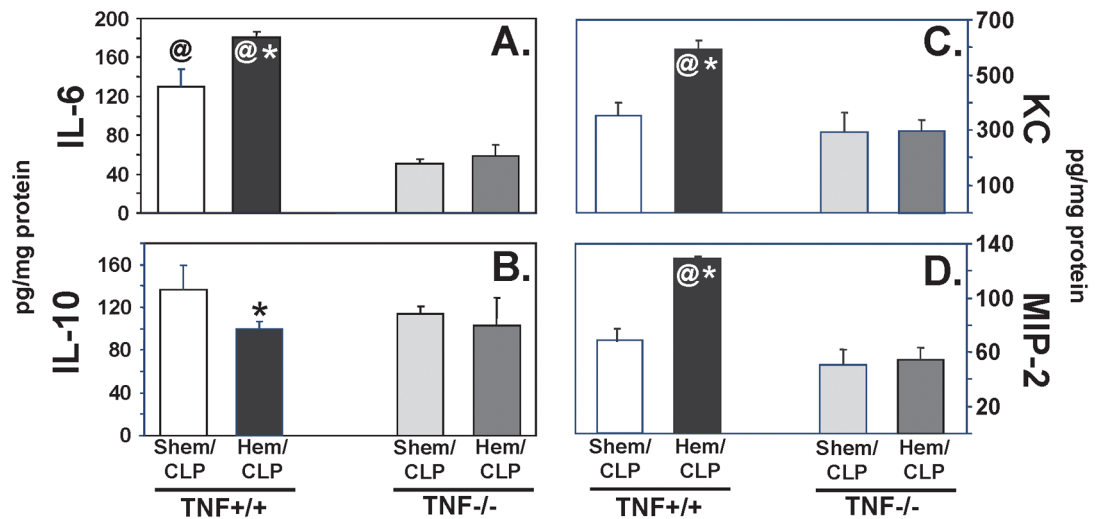 200
160
120
80
40
0
IL-6
@
@ *
A.
700
500
300
100
KC
@ *
C.
pg/mg protein
pg/mg protein
160
120
80
40
0
IL-10
*
B.
140
100
60
20
MIP-2
@ *
D.
Shem/ Hem/ Shem/ Hem/ Shem/ Hem/ Shem/ Hem/
CLP CLP CLP CLP CLP CLP CLP CLP
TNF+/+ TNF-/- TNF+/+ TNF-/-